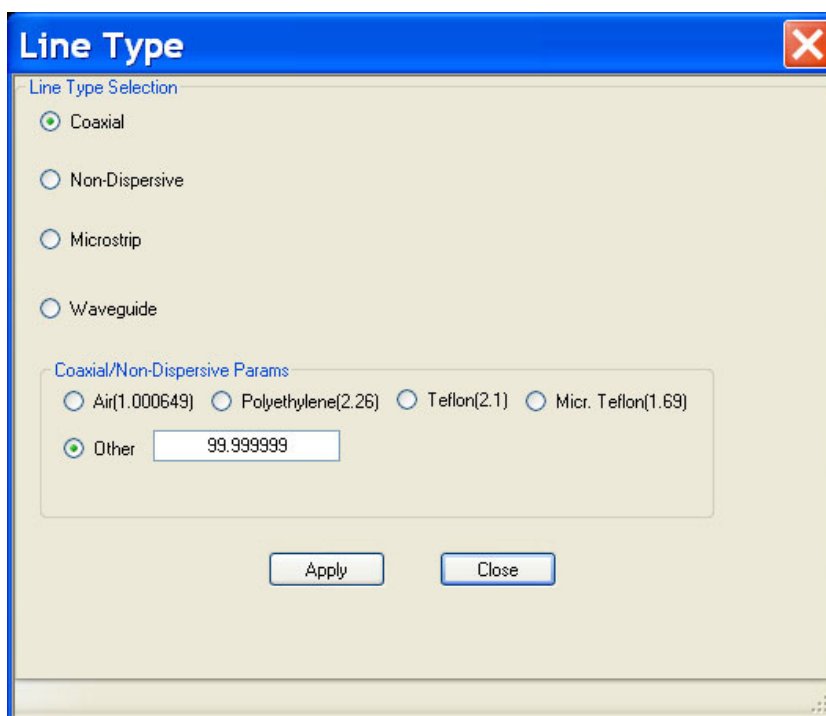 Line Type
Line Type Selection
Coaxial
Non-Dispersive
Microstrip
Waveguide
Coaxial/Non-Dispersive Params
Air(1.000649) Polyethylene(2.26) Teflon(2.1) Micr. Teflon(1.69)
Other 99.999999
Apply Close